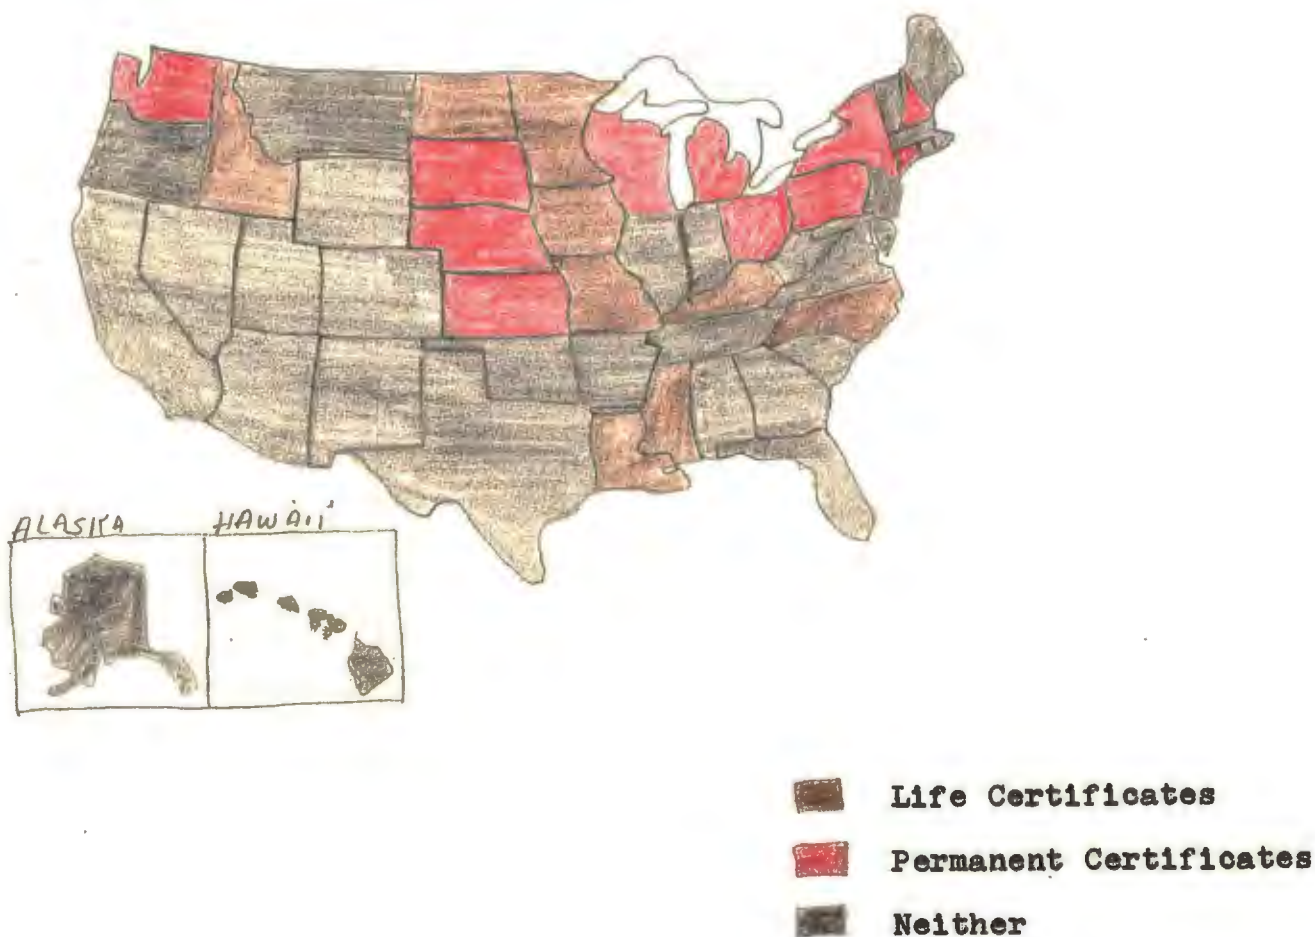 ALASKA
HAWAII
Life Certificates
Permanent Certificates
Neither